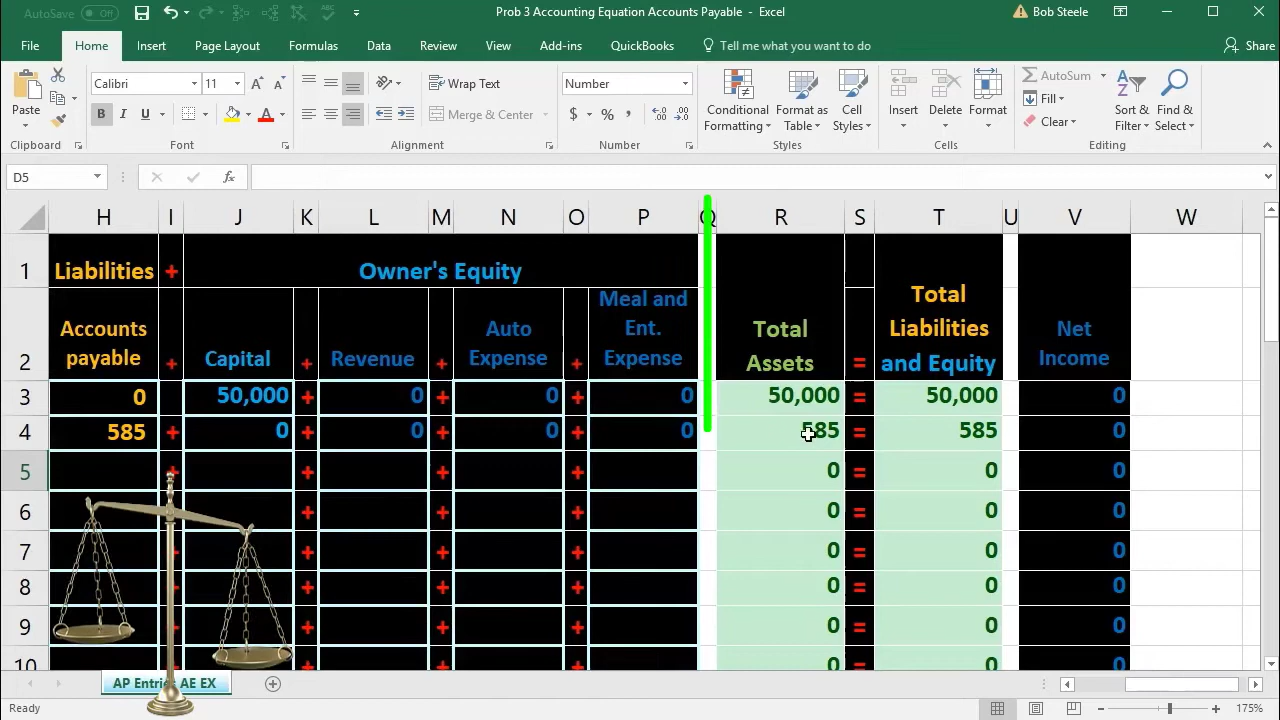 AutoSave Off Prob 3 Accounting Equation Accounts Payable - Excel Bob Steele
File Home Insert Page Layout Formulas Data Review View Add-ins QuickBooks Tell me what you want to do Share
Paste Calibri 11 Wrap Text Number Conditional Formatting Format as Table Cell Styles Insert Delete Format AutoSum Sort & Filter Find & Select
B I U Merge & Center $ % , Fill
Clear
Clipboard Font Alignment Number Styles Cells Editing
D5 fx
H I J K L M N O P Q R S T U V W
1 Liabilities + Owner's Equity
2 Accounts payable + Capital + Revenue + Auto Expense + Meal and Ent. Expense Total Assets = Total Liabilities and Equity Net Income
3 0 50,000 + 0 + 0 + 0 50,000 = 50,000 0
4 585 + 0 + 0 + 0 + 0 585 = 585 0
5 + + + + 0 = 0 0
6 + + + 0 = 0 0
7 + + + + 0 = 0 0
8 + + + + 0 = 0 0
9 + + + + 0 = 0 0
10 + + + + 0 = 0 0
AP Entri AE EX
Ready 175%